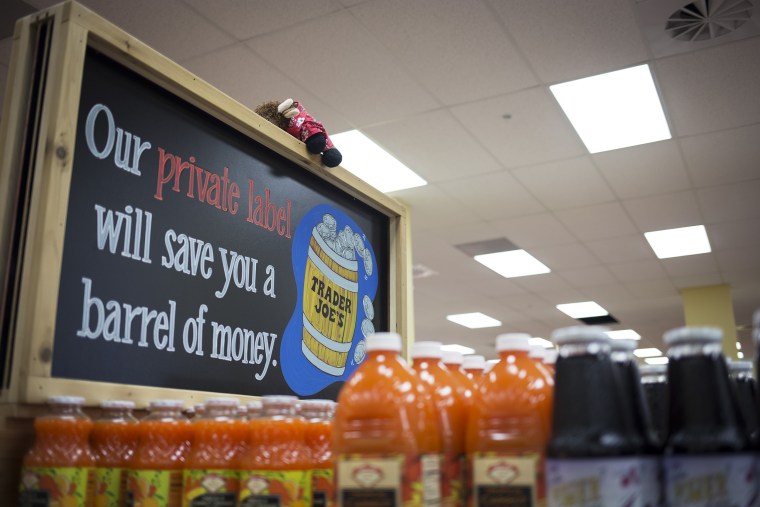 Our private label
will save you a
barrel of money.
TRADER
JOE'S